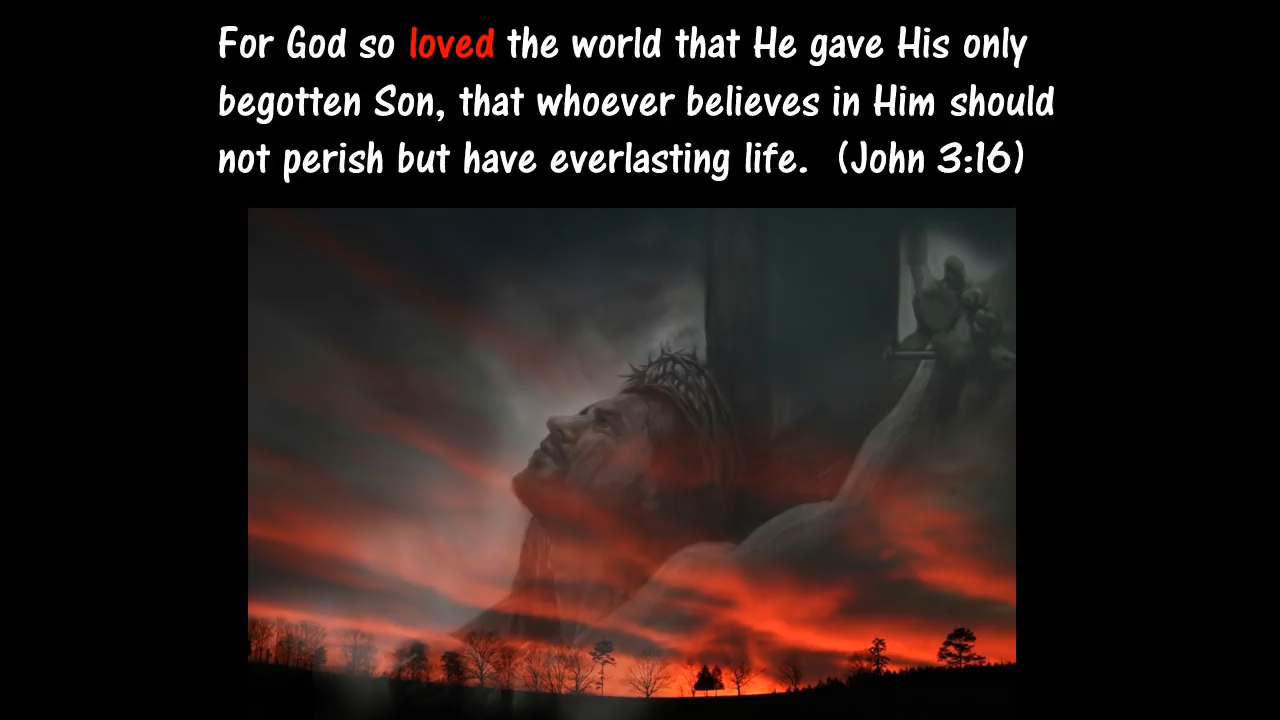 For God so loved the world that He gave His only
begotten Son, that whoever believes in Him should
not perish but have everlasting life.  (John 3:16)